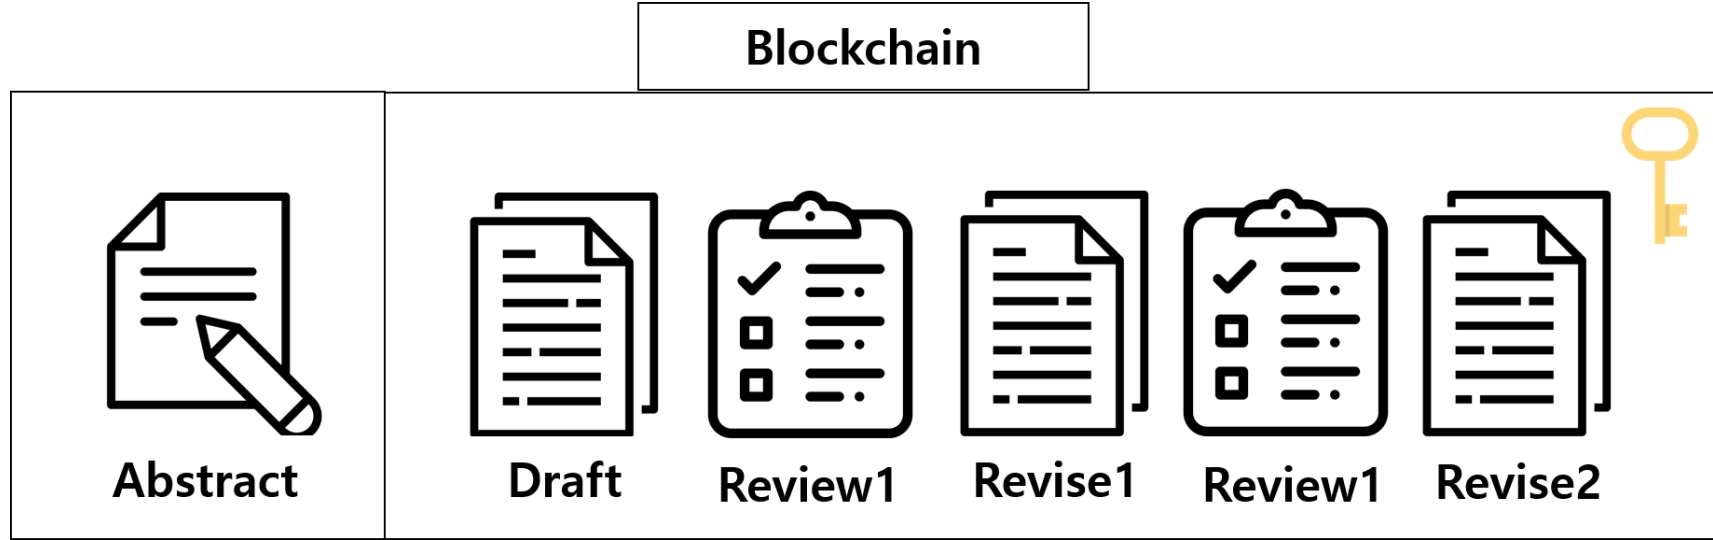 Blockchain
Abstract
Draft
Review1
Revise1
Review1
Revise2